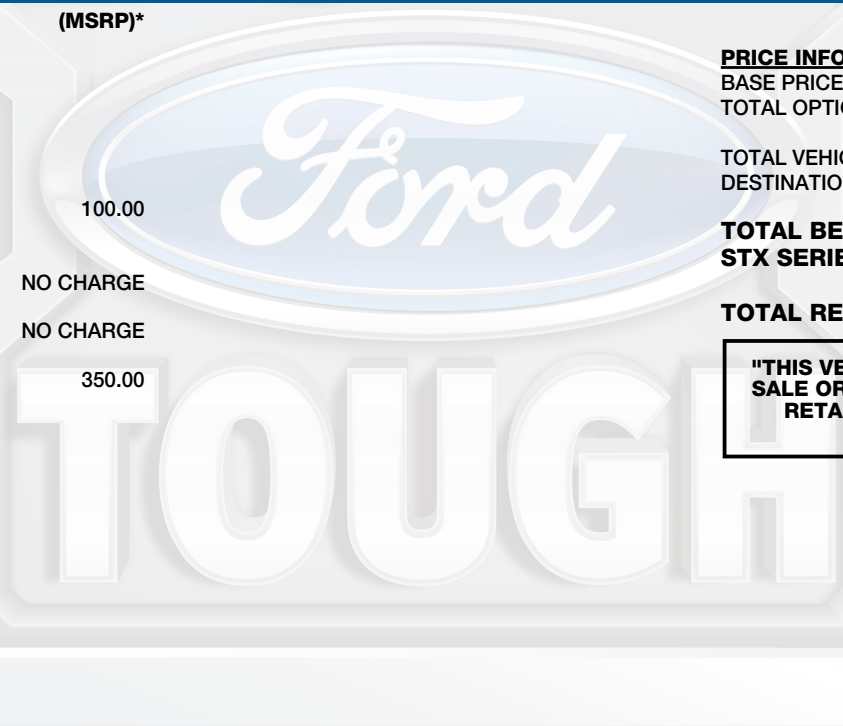 (MSRP)*
100.00
NO CHARGE
NO CHARGE
350.00
PRICE INFO
BASE PRICE
TOTAL OPTIO
TOTAL VEHIC
DESTINATIO
TOTAL BE
STX SERIE
TOTAL RE
"THIS VE
SALE OR
RETA
Ford
TOUGH